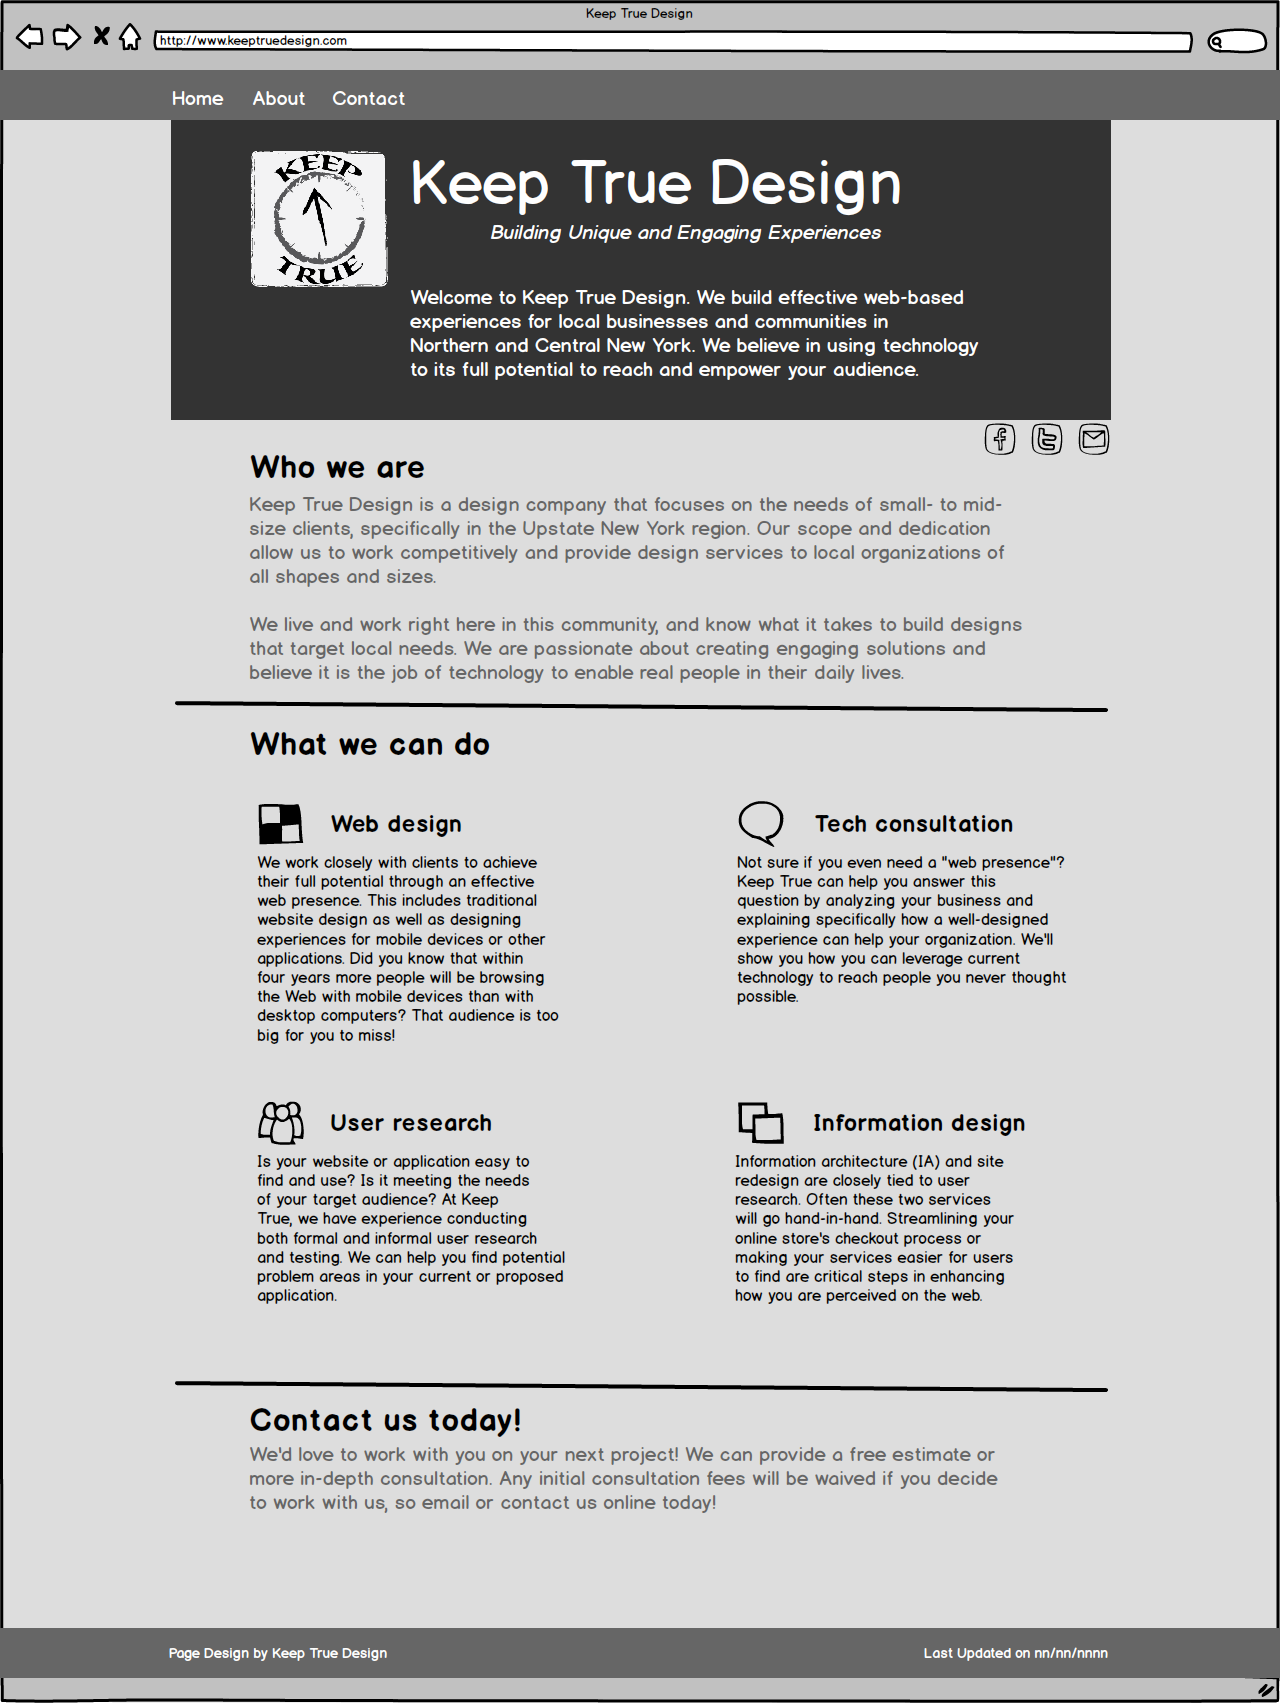 Keep True Design
http://www.keeptruedesign.com
Home About Contact
KEEP
TRUE
Keep True Design
Building Unique and Engaging Experiences
Welcome to Keep True Design. We build effective web-based
experiences for local businesses and communities in
Northern and Central New York. We believe in using technology
to its full potential to reach and empower your audience.
Who we are
Keep True Design is a design company that focuses on the needs of small- to mid-
size clients, specifically in the Upstate New York region. Our scope and dedication
allow us to work competitively and provide design services to local organizations of
all shapes and sizes.
We live and work right here in this community, and know what it takes to build designs
that target local needs. We are passionate about creating engaging solutions and
believe it is the job of technology to enable real people in their daily lives.
What we can do
Web design
We work closely with clients to achieve
their full potential through an effective
web presence. This includes traditional
website design as well as designing
experiences for mobile devices or other
applications. Did you know that within
four years more people will be browsing
the Web with mobile devices than with
desktop computers? That audience is too
big for you to miss!
Tech consultation
Not sure if you even need a "web presence"?
Keep True can help you answer this
question by analyzing your business and
explaining specifically how a well-designed
experience can help your organization. We'll
show you how you can leverage current
technology to reach people you never thought
possible.
User research
Is your website or application easy to
find and use? Is it meeting the needs
of your target audience? At Keep
True, we have experience conducting
both formal and informal user research
and testing. We can help you find potential
problem areas in your current or proposed
application.
Information design
Information architecture (IA) and site
redesign are closely tied to user
research. Often these two services
will go hand-in-hand. Streamlining your
online store's checkout process or
making your services easier for users
to find are critical steps in enhancing
how you are perceived on the web.
Contact us today!
We'd love to work with you on your next project! We can provide a free estimate or
more in-depth consultation. Any initial consultation fees will be waived if you decide
to work with us, so email or contact us online today!
Page Design by Keep True Design
Last Updated on nn/nn/nnnn